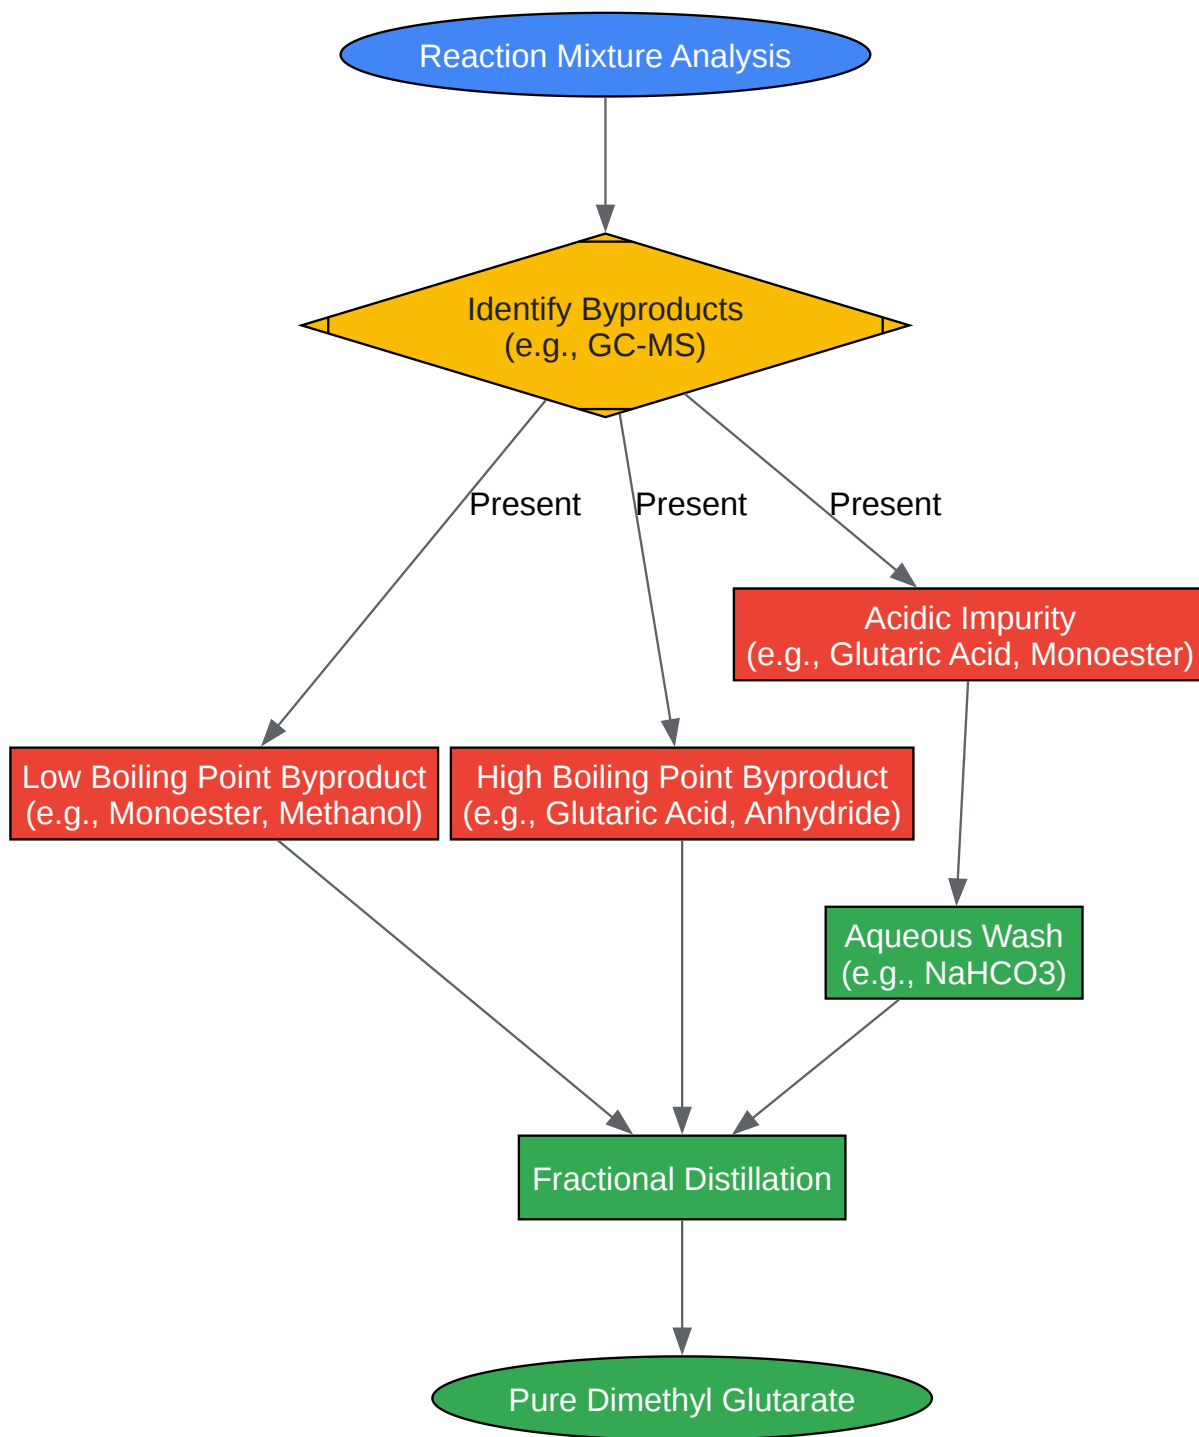 Reaction Mixture Analysis
Identify Byproducts
(e.g., GC-MS)
Present
Present
Present
Acidic Impurity
(e.g., Glutaric Acid, Monoester)
Low Boiling Point Byproduct
(e.g., Monoester, Methanol)
High Boiling Point Byproduct
(e.g., Glutaric Acid, Anhydride)
Aqueous Wash
(e.g., NaHCO3)
Fractional Distillation
Pure Dimethyl Glutarate